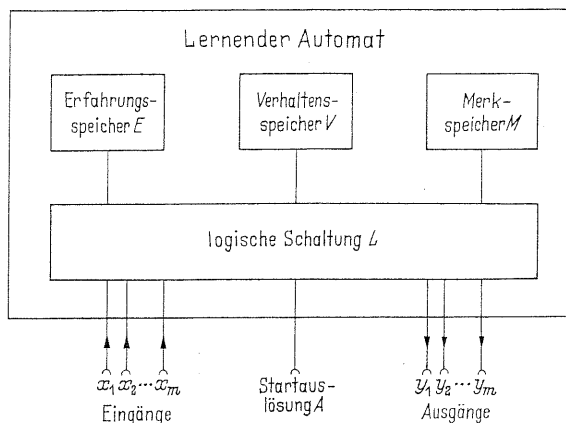 Lernender Automat
Erfahrungs-
speicher E
Verhaltens-
speicher V
Merk-
speicher M
logische Schaltung L
x1 x2 ... xm
Eingänge
Startaus-
lösung A
y1 y2 ... ym
Ausgänge